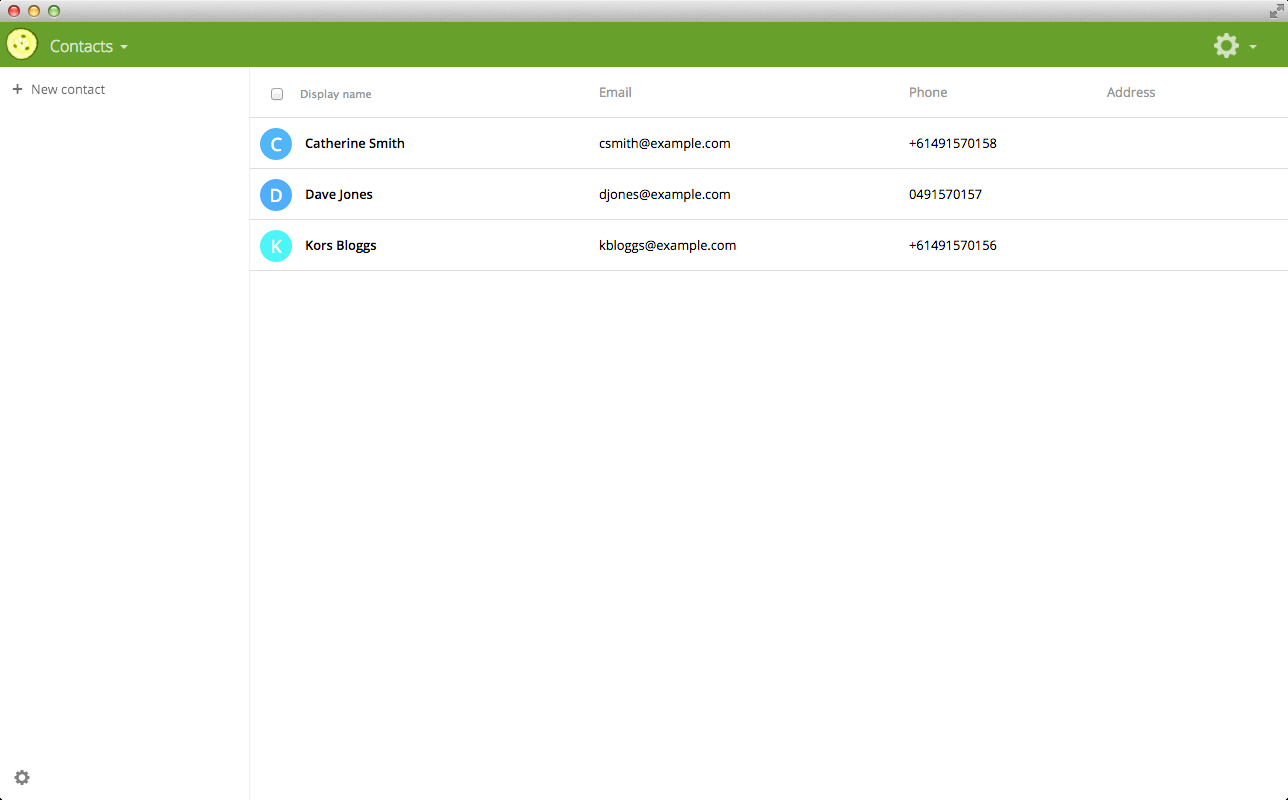 Contacts
+ New contact
Display name Email Phone Address
C Catherine Smith csmith@example.com +61491570158
D Dave Jones djones@example.com 0491570157
K Kors Bloggs kbloggs@example.com +61491570156